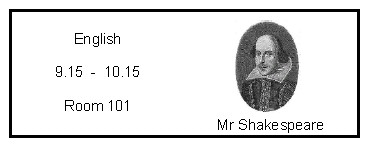 English
9.15 - 10.15
Room 101
Mr Shakespeare